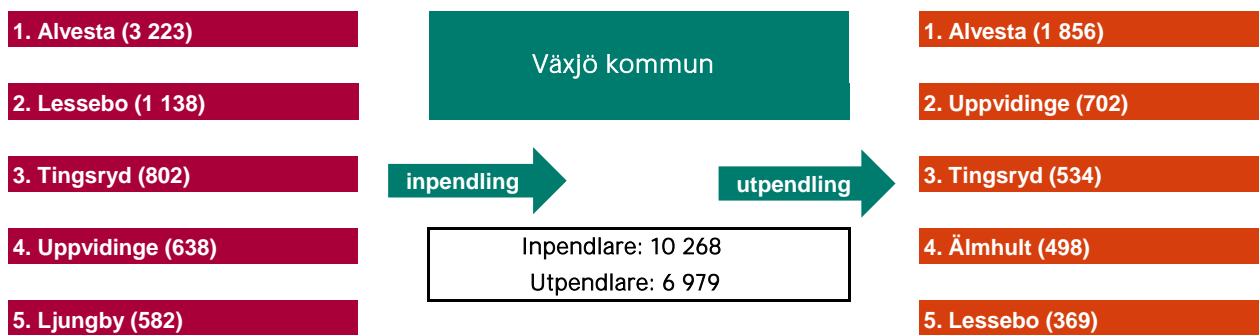 1. Alvesta (3 223)
2. Lessebo (1 138)
3. Tingsryd (802)
4. Uppvidinge (638)
5. Ljungby (582)
Växjö kommun
inpendling
utpendling
Inpendlare: 10 268
Utpendlare: 6 979
1. Alvesta (1 856)
2. Uppvidinge (702)
3. Tingsryd (534)
4. Älmhult (498)
5. Lessebo (369)